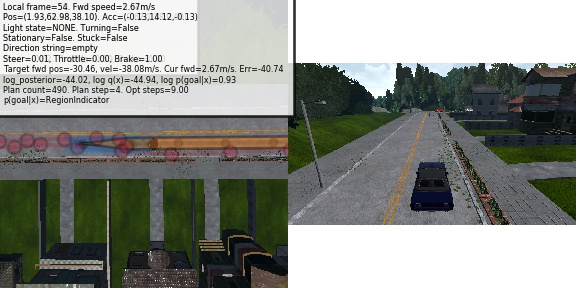 Local frame=54. Fwd speed=2.67m/s
Pos=(1.93,62.98,38.10). Acc=(-0.13,14.12,-0.13)
Light state=NONE. Turning=False
Stationary=False. Stuck=False
Direction string=empty
Steer=0.01, Throttle=0.00, Brake=1.00
Target fwd pos=-30.46, vel=-38.08m/s. Cur fwd=2.67m/s. Err=-40.74
log_posterior=-44.02, log q(x)=-44.94, log p(goal|x)=0.93
Plan count=490. Plan step=4. Opt steps=9.00
p(goal|x)=RegionIndicator